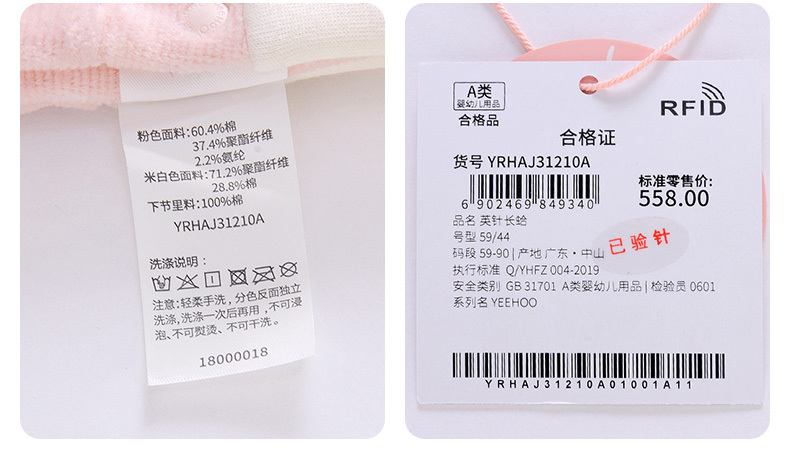 粉色面料:60.4%棉
37.4%聚酯纤维
2.2%氨纶
米白色面料:71.2%聚酯纤维
28.8%棉
下节里料:100%棉
YRHAJ31210A
洗涤说明:
注意:轻柔手洗,分色反面独立
洗涤,洗涤一次后再用,不可浸
泡、不可熨烫、不可干洗。
18000018
A类
婴幼儿用品
合格品
RFID
合格证
货号 YRHAJ31210A
标准零售价:
558.00
6 902469 849340
品名 英针长蛤
号型 59/44
码段 59-90 | 产地 广东·中山
已验针
执行标准 Q/YHFZ 004-2019
安全类别 GB 31701 A类婴幼儿用品 | 检验员 0601
系列名 YEEHOO
YRHAJ31210A01001A11